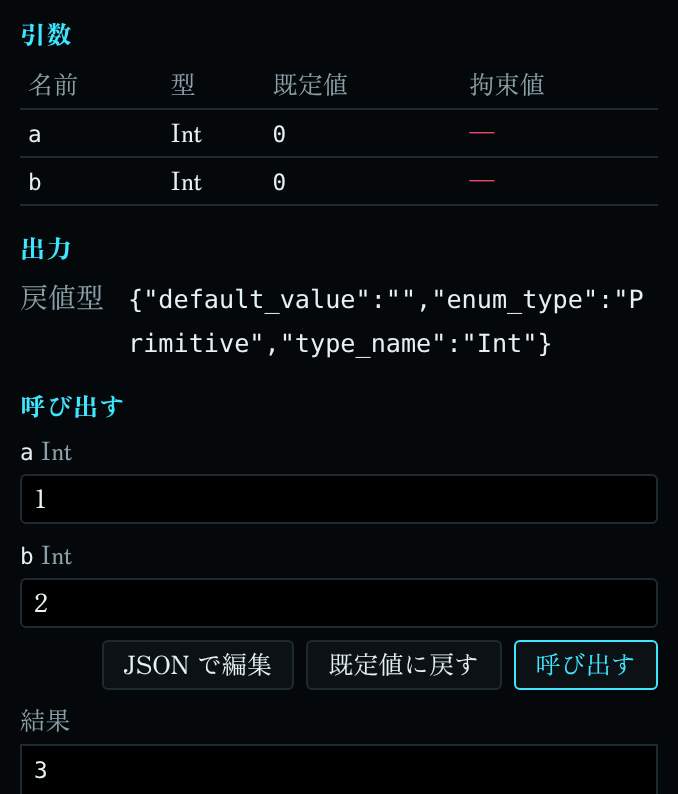 引数
名前 型 既定値 拘束値
a Int 0 —
b Int 0 —
出力
戻値型 {"default_value":"","enum_type":"P
rimitive","type_name":"Int"}
呼び出す
a Int
1
b Int
2
JSON で編集 既定値に戻す 呼び出す
結果
3